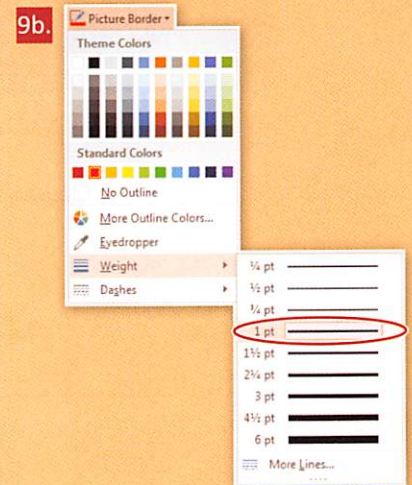 9b.
Picture Border
Theme Colors
Standard Colors
No Outline
More Outline Colors...
Eyedropper
Weight
Dashes
¼ pt
½ pt
¾ pt
1 pt
1½ pt
2¼ pt
3 pt
4½ pt
6 pt
More Lines...